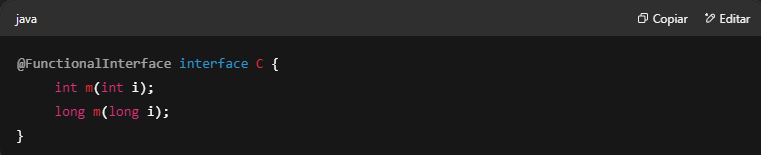 java Copiar Editar
@FunctionalInterface interface C {
    int m(int i);
    long m(long i);
}